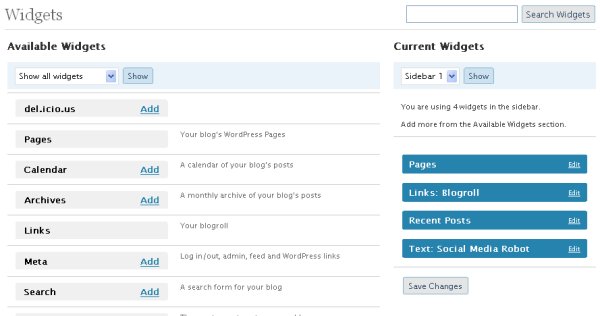 Widgets
Search Widgets
Available Widgets
Show all widgets
Show
del.icio.us Add
Pages Your blog's WordPress Pages
Calendar Add A calendar of your blog's posts
Archives Add A monthly archive of your blog's posts
Links Your blogroll
Meta Add Log in/out, admin, feed and WordPress links
Search Add A search form for your blog
Current Widgets
Sidebar 1
Show
You are using 4 widgets in the sidebar.
Add more from the Available Widgets section.
Pages Edit
Links: Blogroll Edit
Recent Posts Edit
Text: Social Media Robot Edit
Save Changes